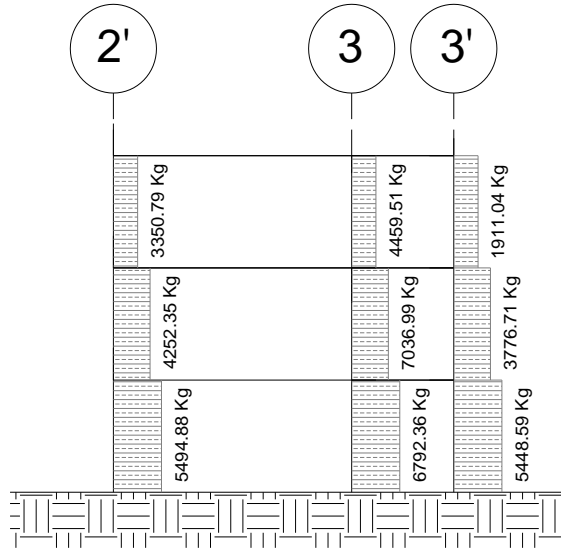 2'
3
3'
3350.79 Kg
4459.51 Kg
1911.04 Kg
4252.35 Kg
7036.99 Kg
3776.71 Kg
5494.88 Kg
6792.36 Kg
5448.59 Kg